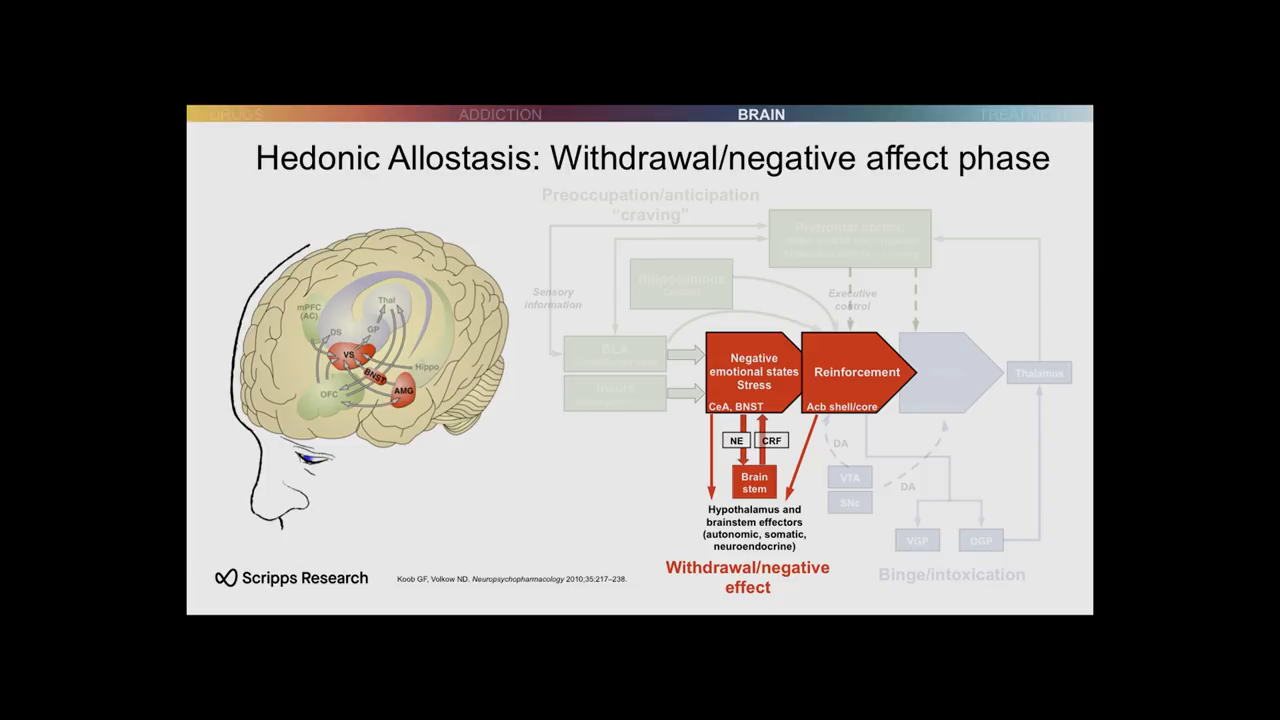 DRUGS
ADDICTION
BRAIN
TREATMENT
Hedonic Allostasis: Withdrawal/negative affect phase
Preoccupation/anticipation
“craving”
Prefrontal cortex
Hippocampus
Sensory
information
Executive
control
BLA
Insula
Negative
emotional states
Stress
CeA, BNST
Reinforcement
Acb shell/core
Thalamus
NE
CRF
Brain
stem
DA
VTA
SNc
DA
VGP
DGP
Hypothalamus and
brainstem effectors
(autonomic, somatic,
neuroendocrine)
Withdrawal/negative
effect
Binge/intoxication
mPFC
(AC)
Thal
DS
GP
VS
BNST
Hippo
AMG
OFC
Scripps Research
Koob GF, Volkow ND. Neuropsychopharmacology 2010;35:217–238.